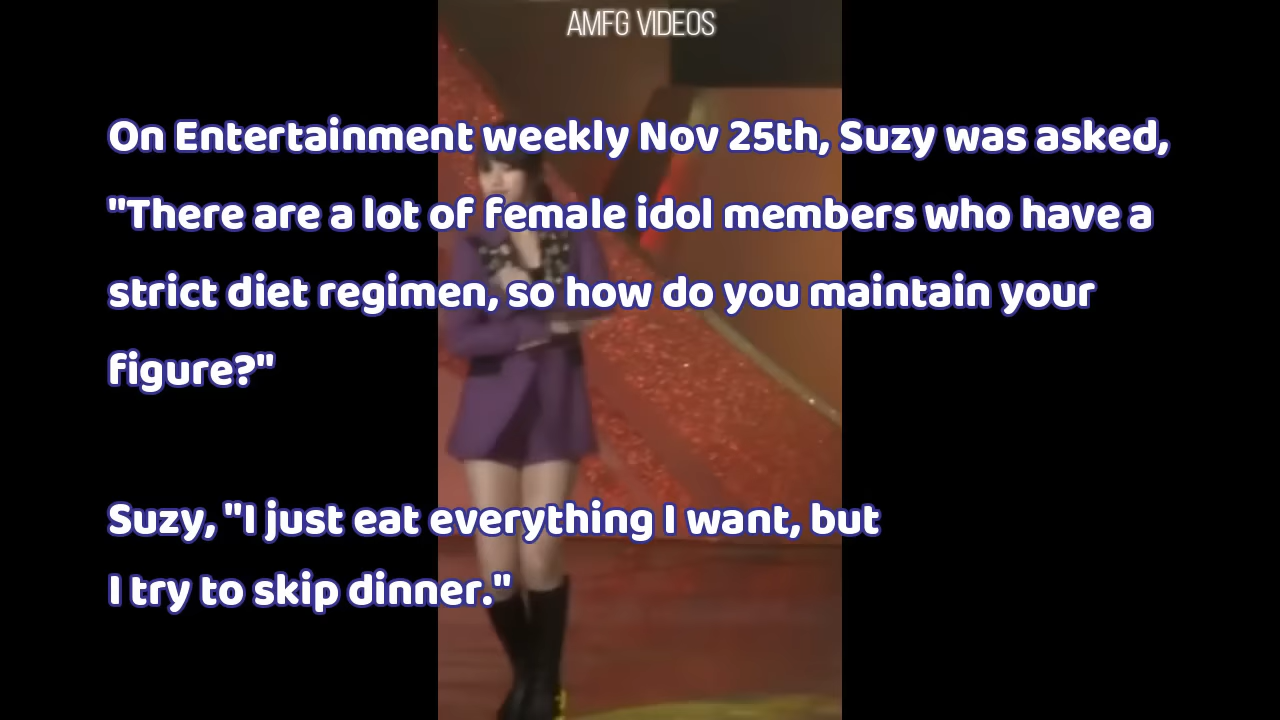 AMFG VIDEOS
On Entertainment weekly Nov 25th, Suzy was asked,
"There are a lot of female idol members who have a
strict diet regimen, so how do you maintain your
figure?"
Suzy, "I just eat everything I want, but
I try to skip dinner."